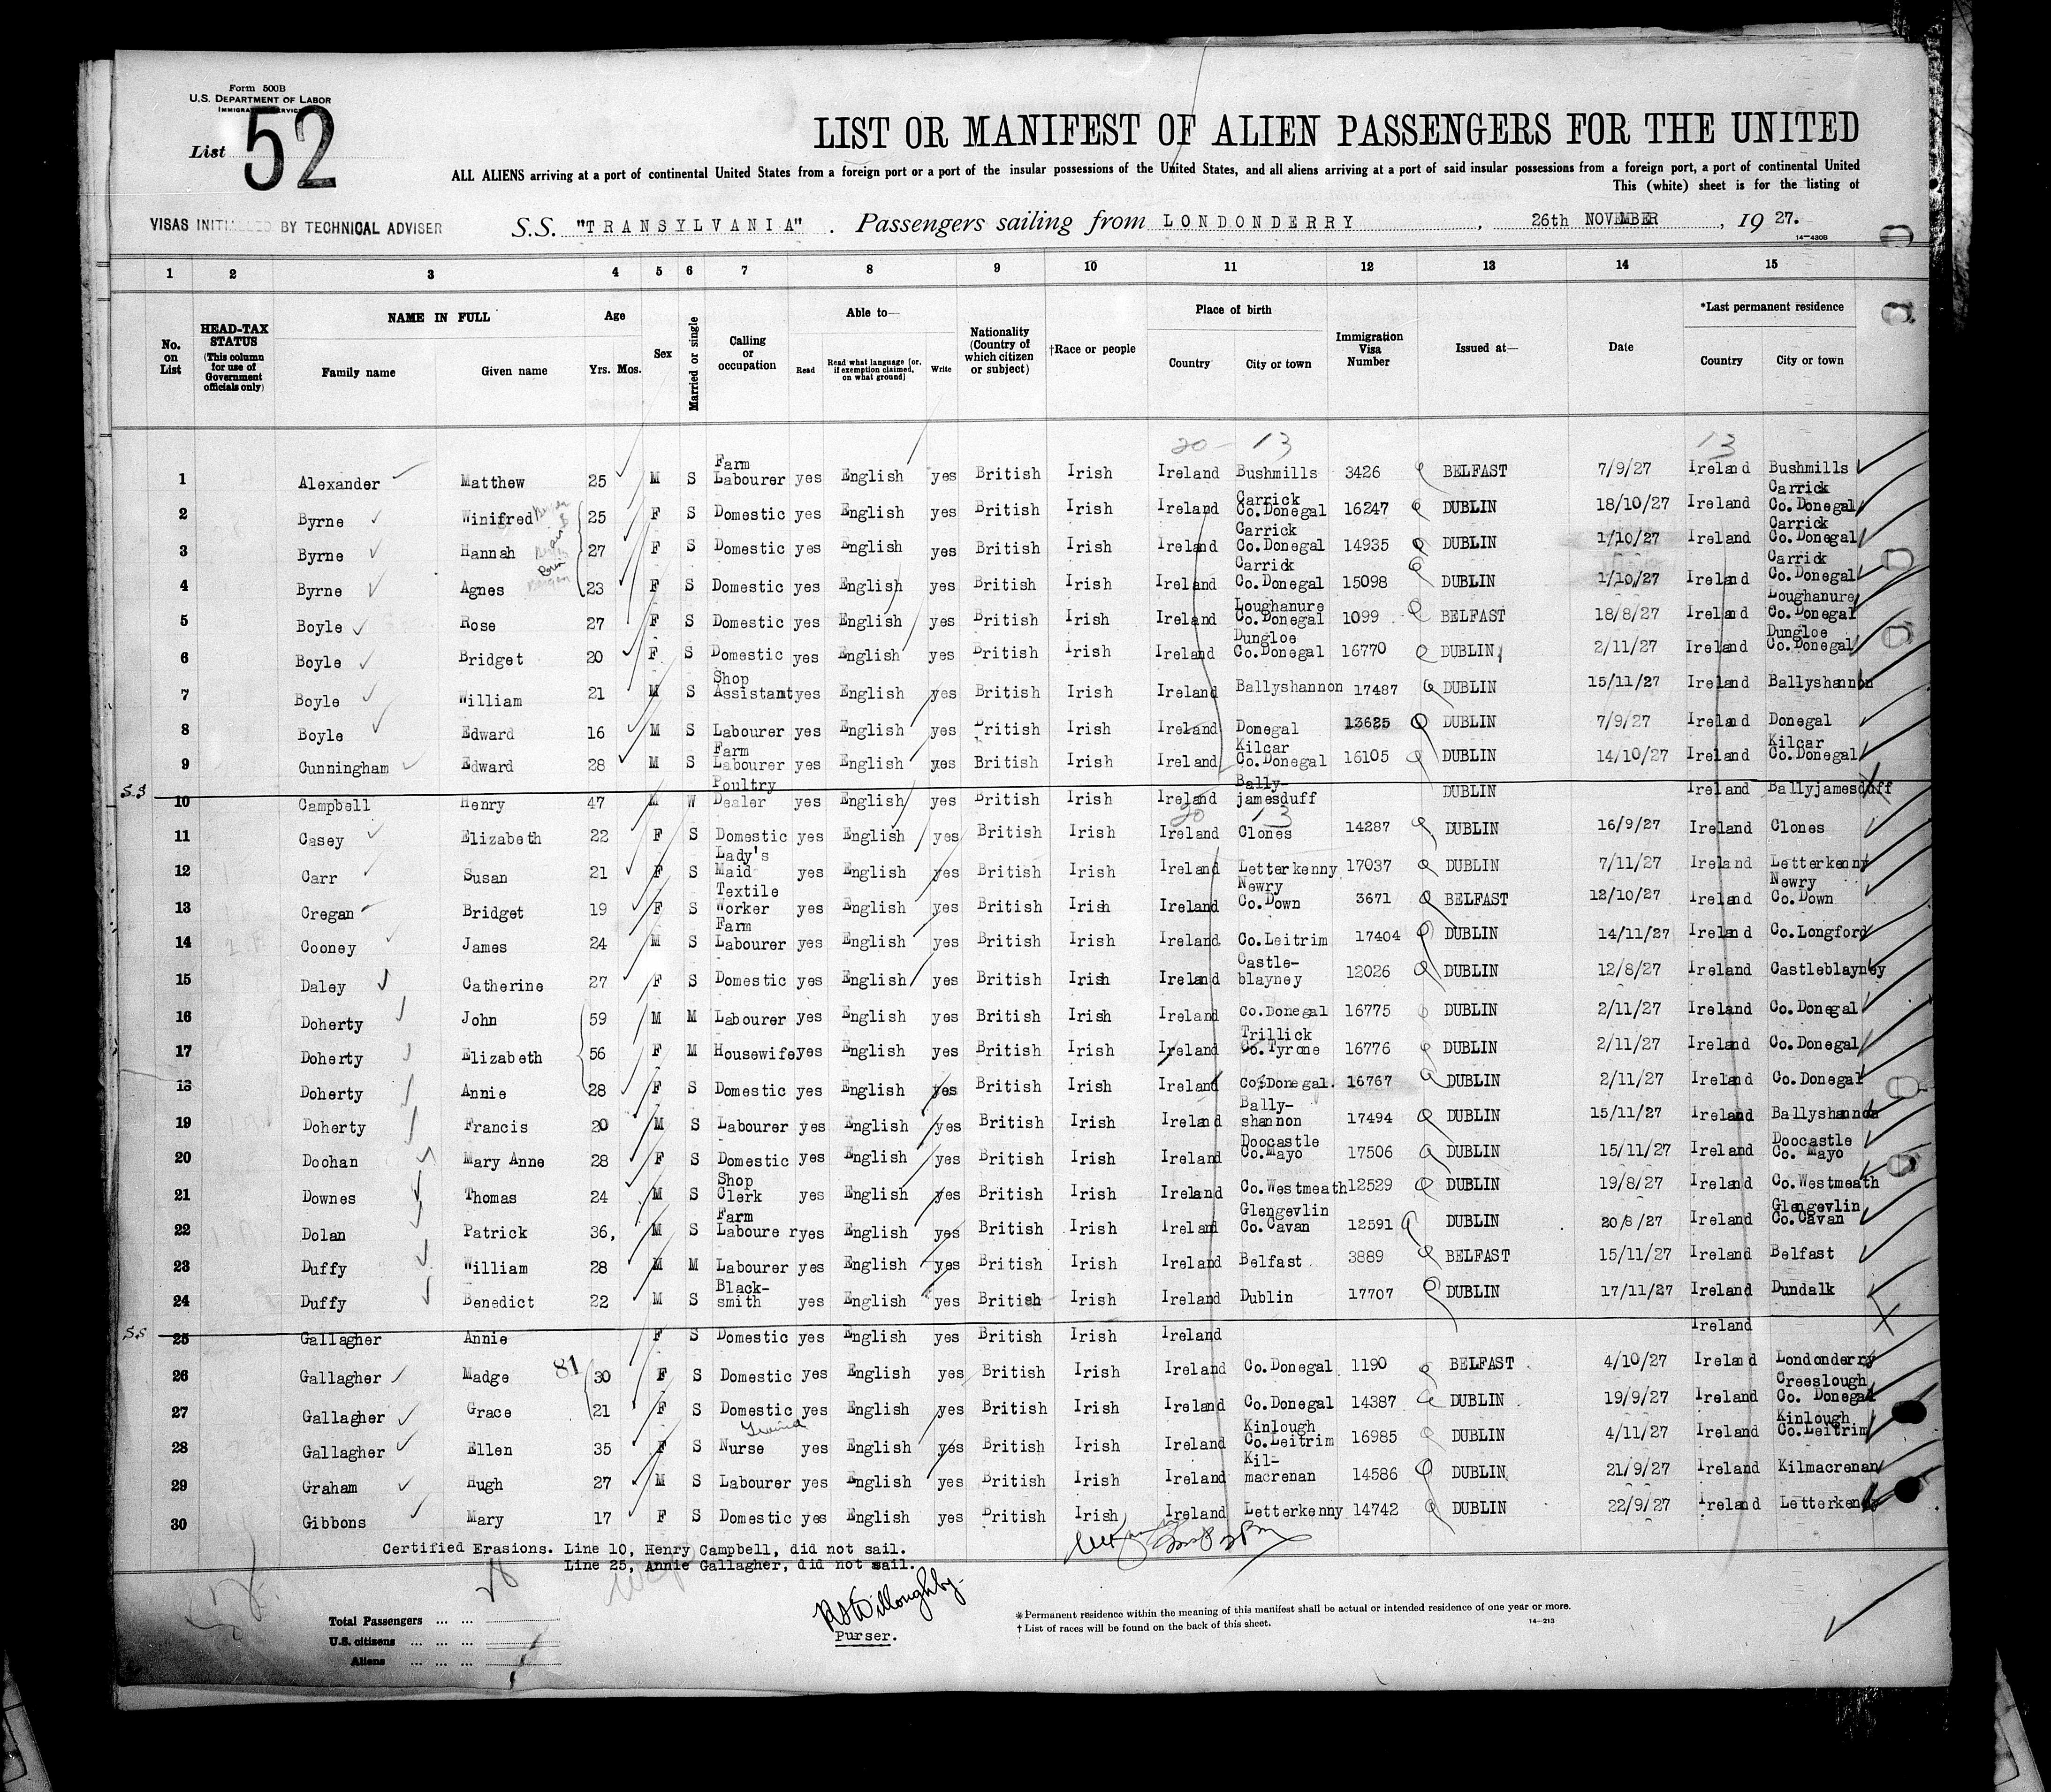 Form 500B
U.S. DEPARTMENT OF LABOR
IMMIGRATION SERVICE
List 52
LIST OR MANIFEST OF ALIEN PASSENGERS FOR THE UNITED
ALL ALIENS arriving at a port of continental United States from a foreign port or a port of the insular possessions of the United States, and all aliens arriving at a port of said insular possessions from a foreign port, a port of continental United
This (white) sheet is for the listing of
VISAS INITIALLED BY TECHNICAL ADVISER
S.S. "TRANSYLVANIA". Passengers sailing from LONDONDERRY, 26th NOVEMBER, 1927.
14—430B
1 2 3 4 5 6 7 8 9 10 11 12 13 14 15
No. on List
HEAD-TAX STATUS (This column for use of Government officials only)
NAME IN FULL Family name Given name
Age Yrs. Mos.
Sex
Married or single
Calling or occupation
Able to— Read Read what language [or, if exemption claimed, on what ground] Write
Nationality (Country of which citizen or subject)
†Race or people
Place of birth Country City or town
Immigration Visa Number
Issued at—
Date
*Last permanent residence Country City or town
20 - 13 13
1 Alexander Matthew 25 M S Farm Labourer yes English yes British Irish Ireland Bushmills 3426 BELFAST 7/9/27 Ireland Bushmills
2 Byrne Winifred 25 F S Domestic yes English yes British Irish Ireland Carrick Co.Donegal 16247 DUBLIN 18/10/27 Ireland Carrick Co.Donegal
3 Byrne Hannah 27 F S Domestic yes English yes British Irish Ireland Carrick Co.Donegal 14935 DUBLIN 1/10/27 Ireland Carrick Co.Donegal
4 Byrne Agnes 23 F S Domestic yes English yes British Irish Ireland Carrick Co.Donegal 15098 DUBLIN 1/10/27 Ireland Carrick Co.Donegal
5 Boyle Rose 27 F S Domestic yes English yes British Irish Ireland Loughanure Co.Donegal 1099 BELFAST 18/8/27 Ireland Loughanure Co.Donegal
6 Boyle Bridget 20 F S Domestic yes English yes British Irish Ireland Dungloe Co.Donegal 16770 DUBLIN 2/11/27 Ireland Dungloe Co.Donegal
7 Boyle William 21 M S Shop Assistant yes English yes British Irish Ireland Ballyshannon 17487 DUBLIN 15/11/27 Ireland Ballyshannon
8 Boyle Edward 16 M S Labourer yes English yes British Irish Ireland Donegal 13625 DUBLIN 7/9/27 Ireland Donegal
9 Cunningham Edward 28 M S Farm Labourer yes English yes British Irish Ireland Kilcar Co.Donegal 16105 DUBLIN 14/10/27 Ireland Kilcar Co.Donegal
S.S 10 Campbell Henry 47 M W Poultry Dealer yes English yes British Irish Ireland Bally-jamesduff DUBLIN Ireland Ballyjamesduff
20 13
11 Casey Elizabeth 22 F S Domestic yes English yes British Irish Ireland Clones 14287 DUBLIN 16/9/27 Ireland Clones
12 Carr Susan 21 F S Lady's Maid yes English yes British Irish Ireland Letterkenny 17037 DUBLIN 7/11/27 Ireland Letterkenny
13 Cregan Bridget 19 F S Textile Worker yes English yes British Irish Ireland Newry Co.Down 3671 BELFAST 12/10/27 Ireland Newry Co.Down
14 Cooney James 24 M S Farm Labourer yes English yes British Irish Ireland Co.Leitrim 17404 DUBLIN 14/11/27 Ireland Co.Longford
15 Daley Catherine 27 F S Domestic yes English yes British Irish Ireland Castle-blayney 12026 DUBLIN 12/8/27 Ireland Castleblayney
16 Doherty John 59 M M Labourer yes English yes British Irish Ireland Co.Donegal 16775 DUBLIN 2/11/27 Ireland Co.Donegal
17 Doherty Elizabeth 56 F M Housewife yes English yes British Irish Ireland Trillick Co.Tyrone 16776 DUBLIN 2/11/27 Ireland Co.Donegal
18 Doherty Annie 28 F S Domestic yes English yes British Irish Ireland Co.Donegal. 16767 DUBLIN 2/11/27 Ireland Co.Donegal
19 Doherty Francis 20 M S Labourer yes English yes British Irish Ireland Bally-shannon 17494 DUBLIN 15/11/27 Ireland Ballyshannon
20 Doohan Mary Anne 28 F S Domestic yes English yes British Irish Ireland Doocastle Co.Mayo 17506 DUBLIN 15/11/27 Ireland Doocastle Co. Mayo
21 Downes Thomas 24 M S Shop Clerk yes English yes British Irish Ireland Co.Westmeath 12529 DUBLIN 19/8/27 Ireland Co.Westmeath
22 Dolan Patrick 36, M S Farm Labourer yes English yes British Irish Ireland Glengevlin Co.Cavan 12591 DUBLIN 20/8/27 Ireland Glengevlin Co.Cavan
23 Duffy William 28 M M Labourer yes English yes British Irish Ireland Belfast 3889 BELFAST 15/11/27 Ireland Belfast
24 Duffy Benedict 22 M S Black-smith yes English yes British Irish Ireland Dublin 17707 DUBLIN 17/11/27 Ireland Dundalk
S.S 25 Gallagher Annie F S Domestic yes English yes British Irish Ireland Ireland
26 Gallagher Madge 81 30 F S Domestic yes English yes British Irish Ireland Co.Donegal 1190 BELFAST 4/10/27 Ireland Londonderry
27 Gallagher Grace 21 F S Domestic yes English yes British Irish Ireland Co.Donegal 14387 DUBLIN 19/9/27 Ireland Creeslough Co. Donegal
28 Gallagher Ellen 35 F S Nurse yes English yes British Irish Ireland Kinlough Co.Leitrim 16985 DUBLIN 4/11/27 Ireland Kinlough Co.Leitrim
29 Graham Hugh 27 M S Labourer yes English yes British Irish Ireland Kil-macrenan 14586 DUBLIN 21/9/27 Ireland Kilmacrenan
30 Gibbons Mary 17 F S Domestic yes English yes British Irish Ireland Letterkenny 14742 DUBLIN 22/9/27 Ireland Letterkenny
Certified Erasions. Line 10, Henry Campbell, did not sail.
Line 25, Annie Gallagher, did not sail.
Willoughby.
Purser.
Total Passengers ... ...
U.S. citizens ... ... ...
Aliens ... ... ...
* Permanent residence within the meaning of this manifest shall be actual or intended residence of one year or more.
† List of races will be found on the back of this sheet.
14—213